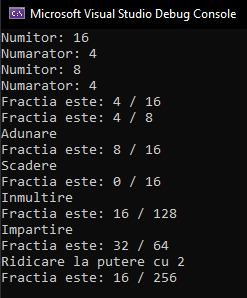 Microsoft Visual Studio Debug Console
Numitor: 16
Numarator: 4
Numitor: 8
Numarator: 4
Fractia este: 4 / 16
Fractia este: 4 / 8
Adunare
Fractia este: 8 / 16
Scadere
Fractia este: 0 / 16
Inmultire
Fractia este: 16 / 128
Impartire
Fractia este: 32 / 64
Ridicare la putere cu 2
Fractia este: 16 / 256